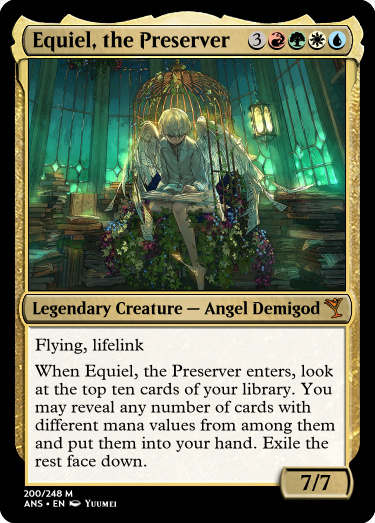 Equiel, the Preserver 3
Legendary Creature — Angel Demigod
Flying, lifelink
When Equiel, the Preserver enters, look
at the top ten cards of your library. You
may reveal any number of cards with
different mana values from among them
and put them into your hand. Exile the
rest face down.
7/7
200/248 M
ANS • EN Yuumei